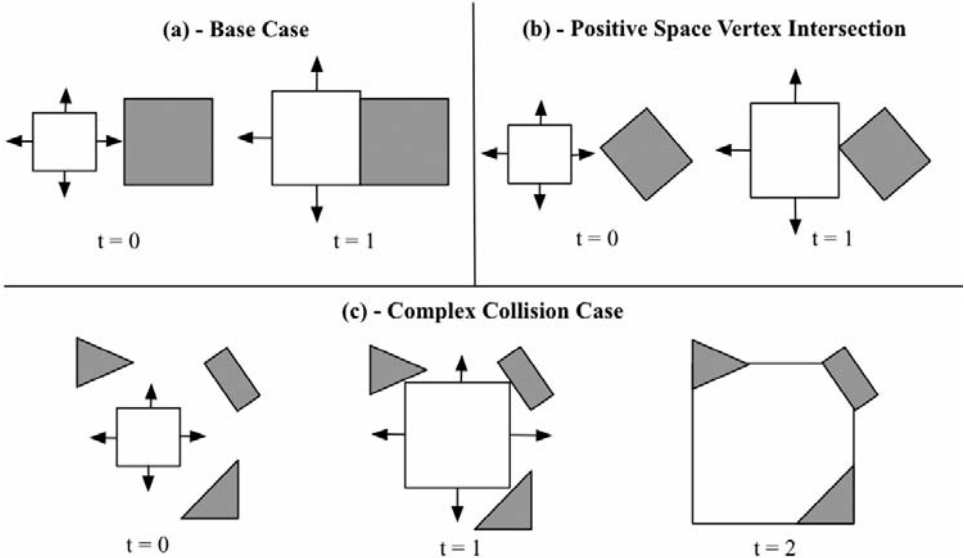 (a) - Base Case
t = 0
t = 1
(b) - Positive Space Vertex Intersection
t = 0
t = 1
(c) - Complex Collision Case
t = 0
t = 1
t = 2